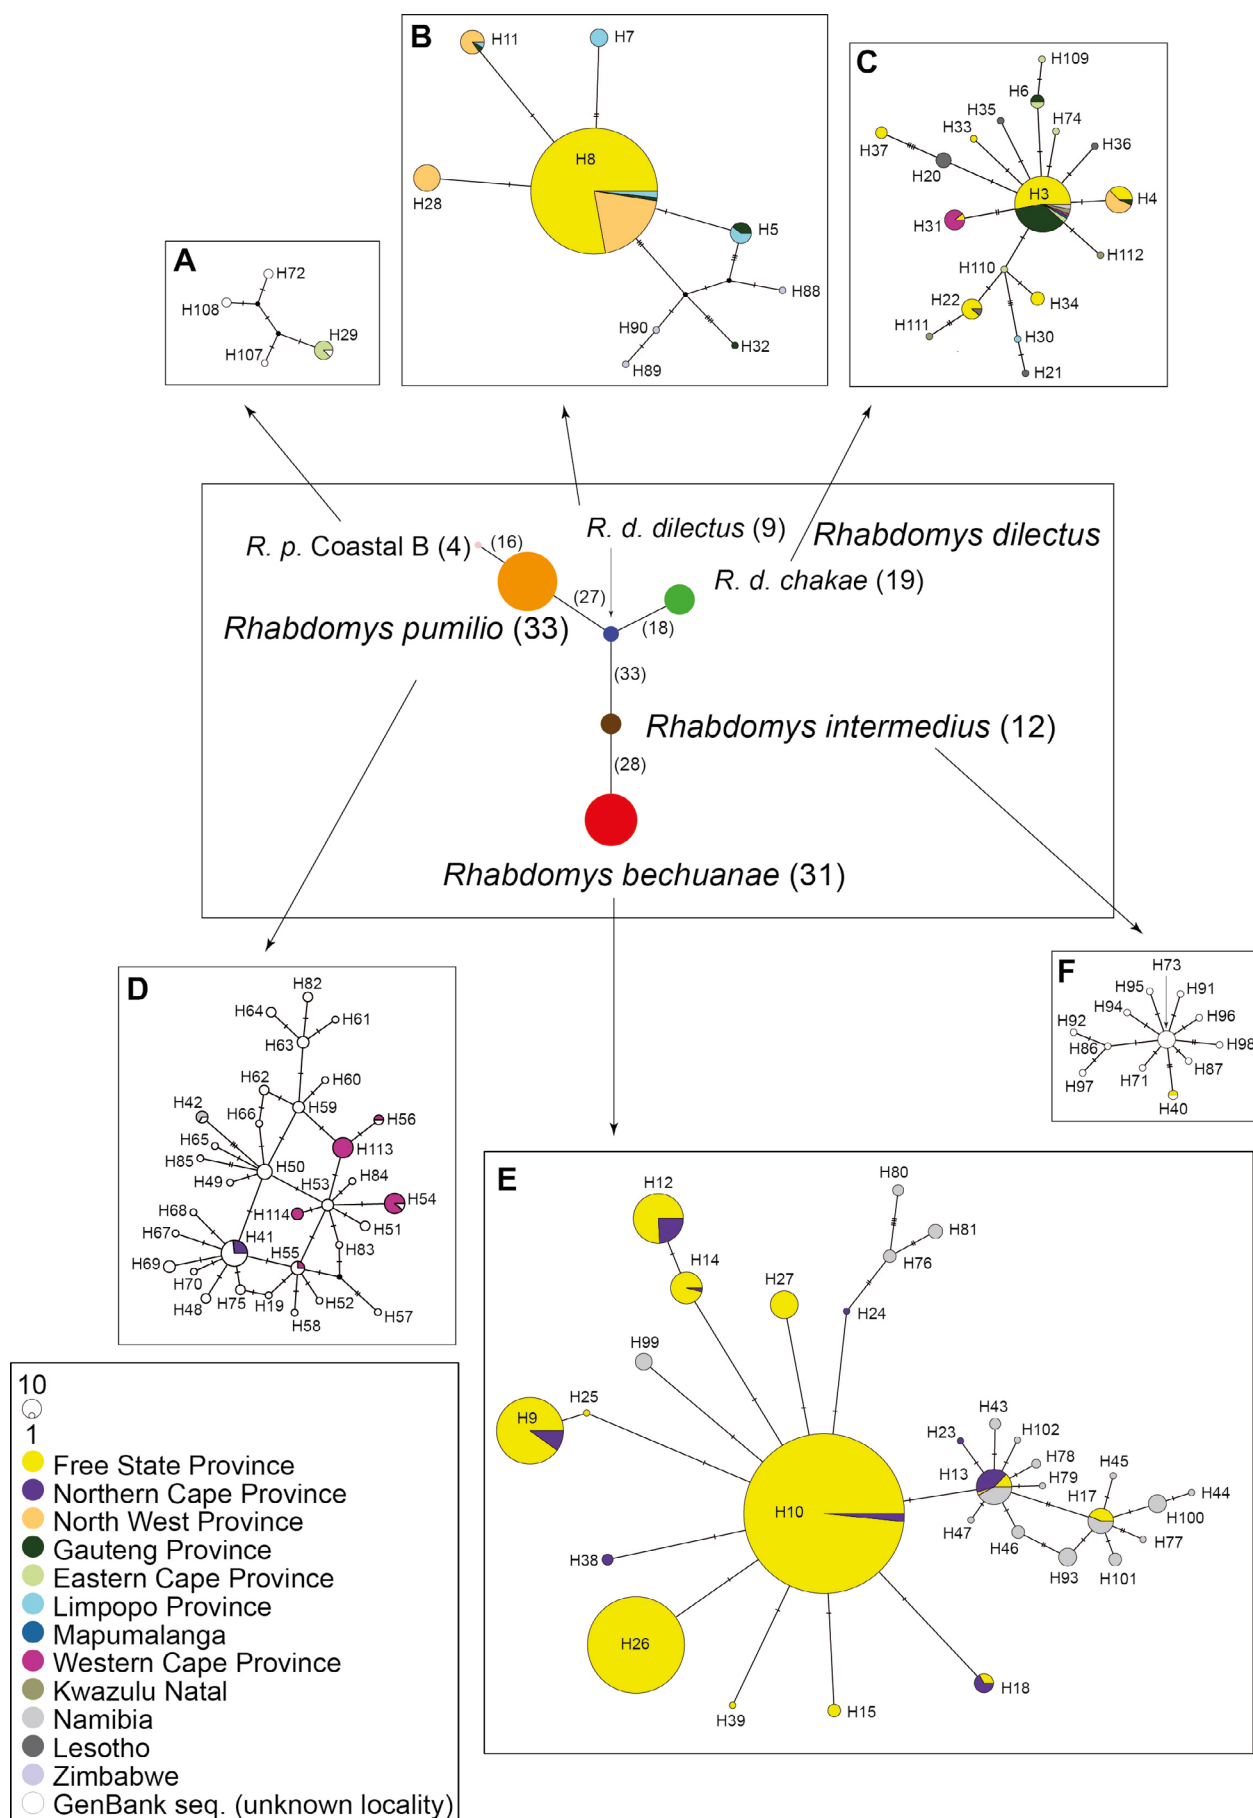 B
H11
H7
H8
H28
H5
H88
H90
H32
H89
C
H109
H6
H35
H74
H33
H36
H37
H20
H3
H4
H31
H112
H110
H22
H34
H111
H30
H21
A
H72
H108
H29
H107
R. p. Coastal B (4)
(16)
R. d. dilectus (9)
Rhabdomys dilectus
R. d. chakae (19)
(27)
(18)
Rhabdomys pumilio (33)
(33)
Rhabdomys intermedius (12)
(28)
Rhabdomys bechuanae (31)
D
H82
H64
H61
H63
H62
H60
H42
H66
H59
H56
H65
H113
H85
H50
H53
H84
H49
H54
H68
H114
H51
H67
H41
H55
H83
H69
H70
H48
H75
H19
H52
H57
H58
F
H73
H95
H91
H94
H96
H92
H86
H98
H71
H87
H97
H40
E
H12
H80
H81
H14
H27
H76
H24
H99
H25
H9
H43
H23
H102
H78
H45
H13
H79
H17
H44
H10
H100
H47
H46
H77
H38
H93
H101
H26
H18
H39
H15
10
1
Free State Province
Northern Cape Province
North West Province
Gauteng Province
Eastern Cape Province
Limpopo Province
Mapumalanga
Western Cape Province
Kwazulu Natal
Namibia
Lesotho
Zimbabwe
GenBank seq. (unknown locality)